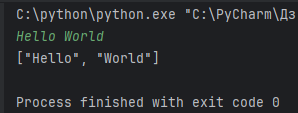 C:\python\python.exe "C:\PyCharm\Дз
Hello World
["Hello", "World"]
Process finished with exit code 0